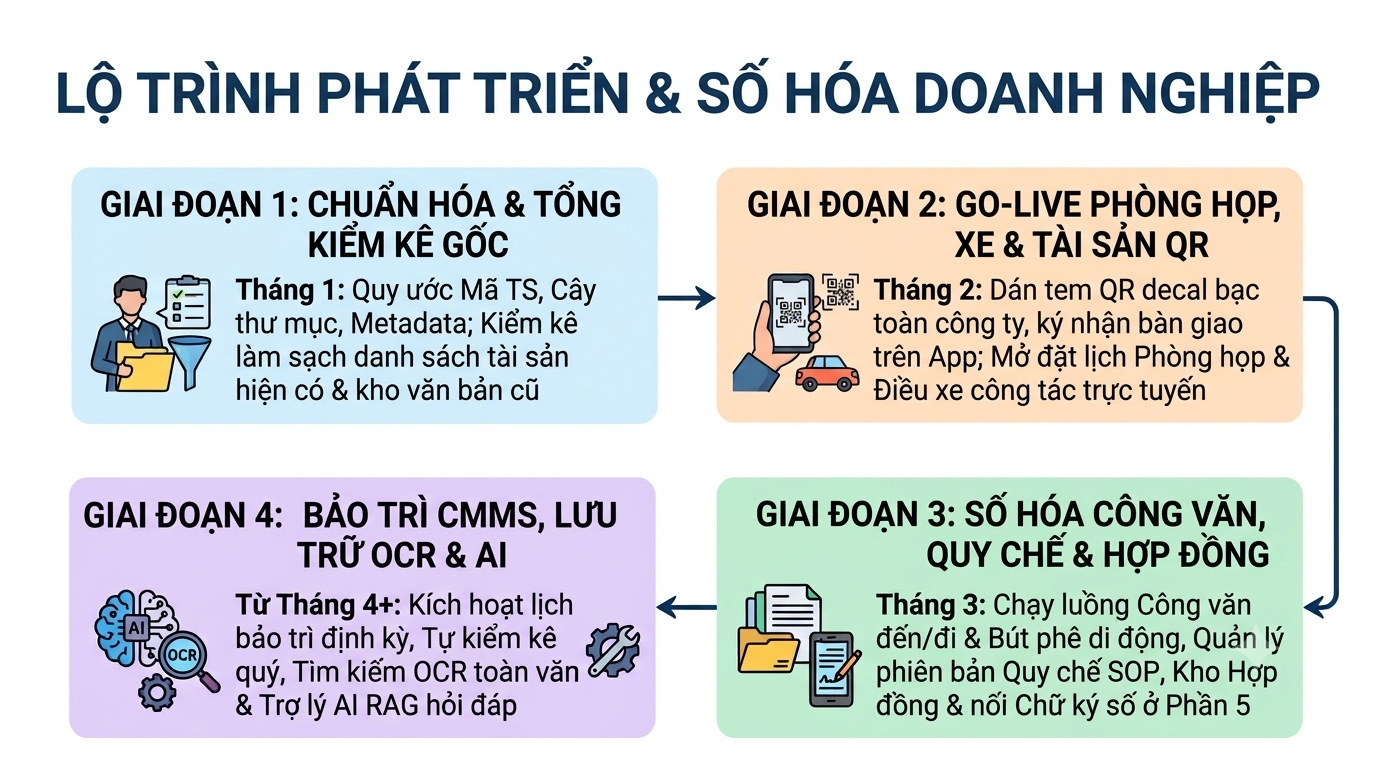 LỘ TRÌNH PHÁT TRIỂN & SỐ HÓA DOANH NGHIỆP
GIAI ĐOẠN 1: CHUẨN HÓA & TỔNG
KIỂM KÊ GỐC
Tháng 1: Quy ước Mã TS, Cây
thư mục, Metadata; Kiểm kê
làm sạch danh sách tài sản
hiện có & kho văn bản cũ
GIAI ĐOẠN 2: GO-LIVE PHÒNG HỌP,
XE & TÀI SẢN QR
Tháng 2: Dán tem QR decal bạc
toàn công ty, ký nhận bàn giao
trên App; Mở đặt lịch Phòng họp &
Điều xe công tác trực tuyến
GIAI ĐOẠN 3: SỐ HÓA CÔNG VĂN,
QUY CHẾ & HỢP ĐỒNG
Tháng 3: Chạy luồng Công văn
đến/đi & Bút phê di động, Quản lý
phiên bản Quy chế SOP, Kho Hợp
đồng & nối Chữ ký số ở Phần 5
GIAI ĐOẠN 4: BẢO TRÌ CMMS, LƯU
TRỮ OCR & AI
AI
OCR
Từ Tháng 4+: Kích hoạt lịch
bảo trì định kỳ, Tự kiểm kê
quý, Tìm kiếm OCR toàn văn
& Trợ lý AI RAG hỏi đáp